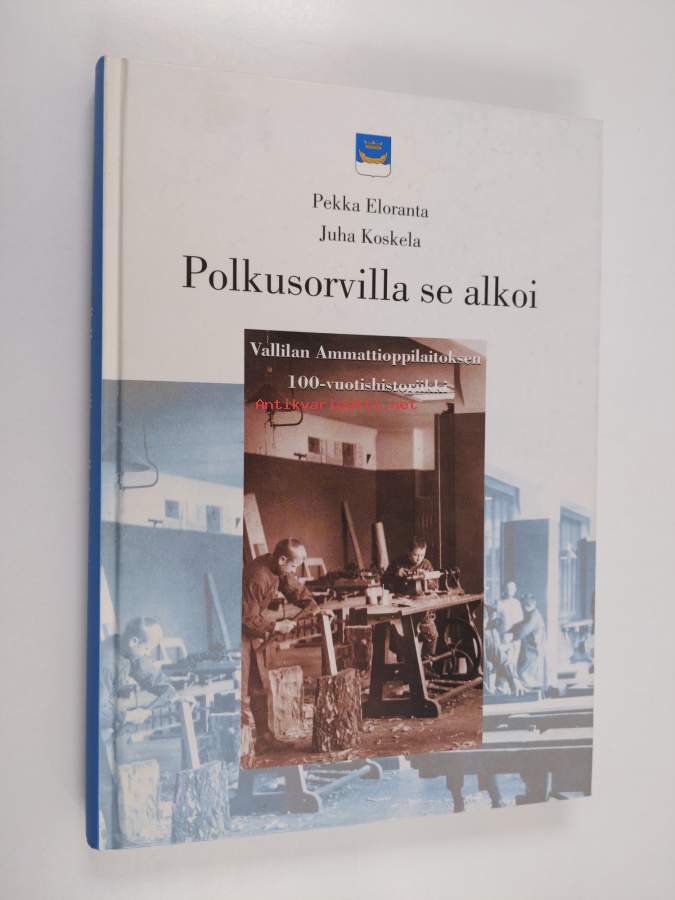 Pekka Eloranta
Juha Koskela
Polkusorvilla se alkoi
Vallilan Ammattioppilaitoksen
100-vuotishistoriikki
Antikvariaatti.net